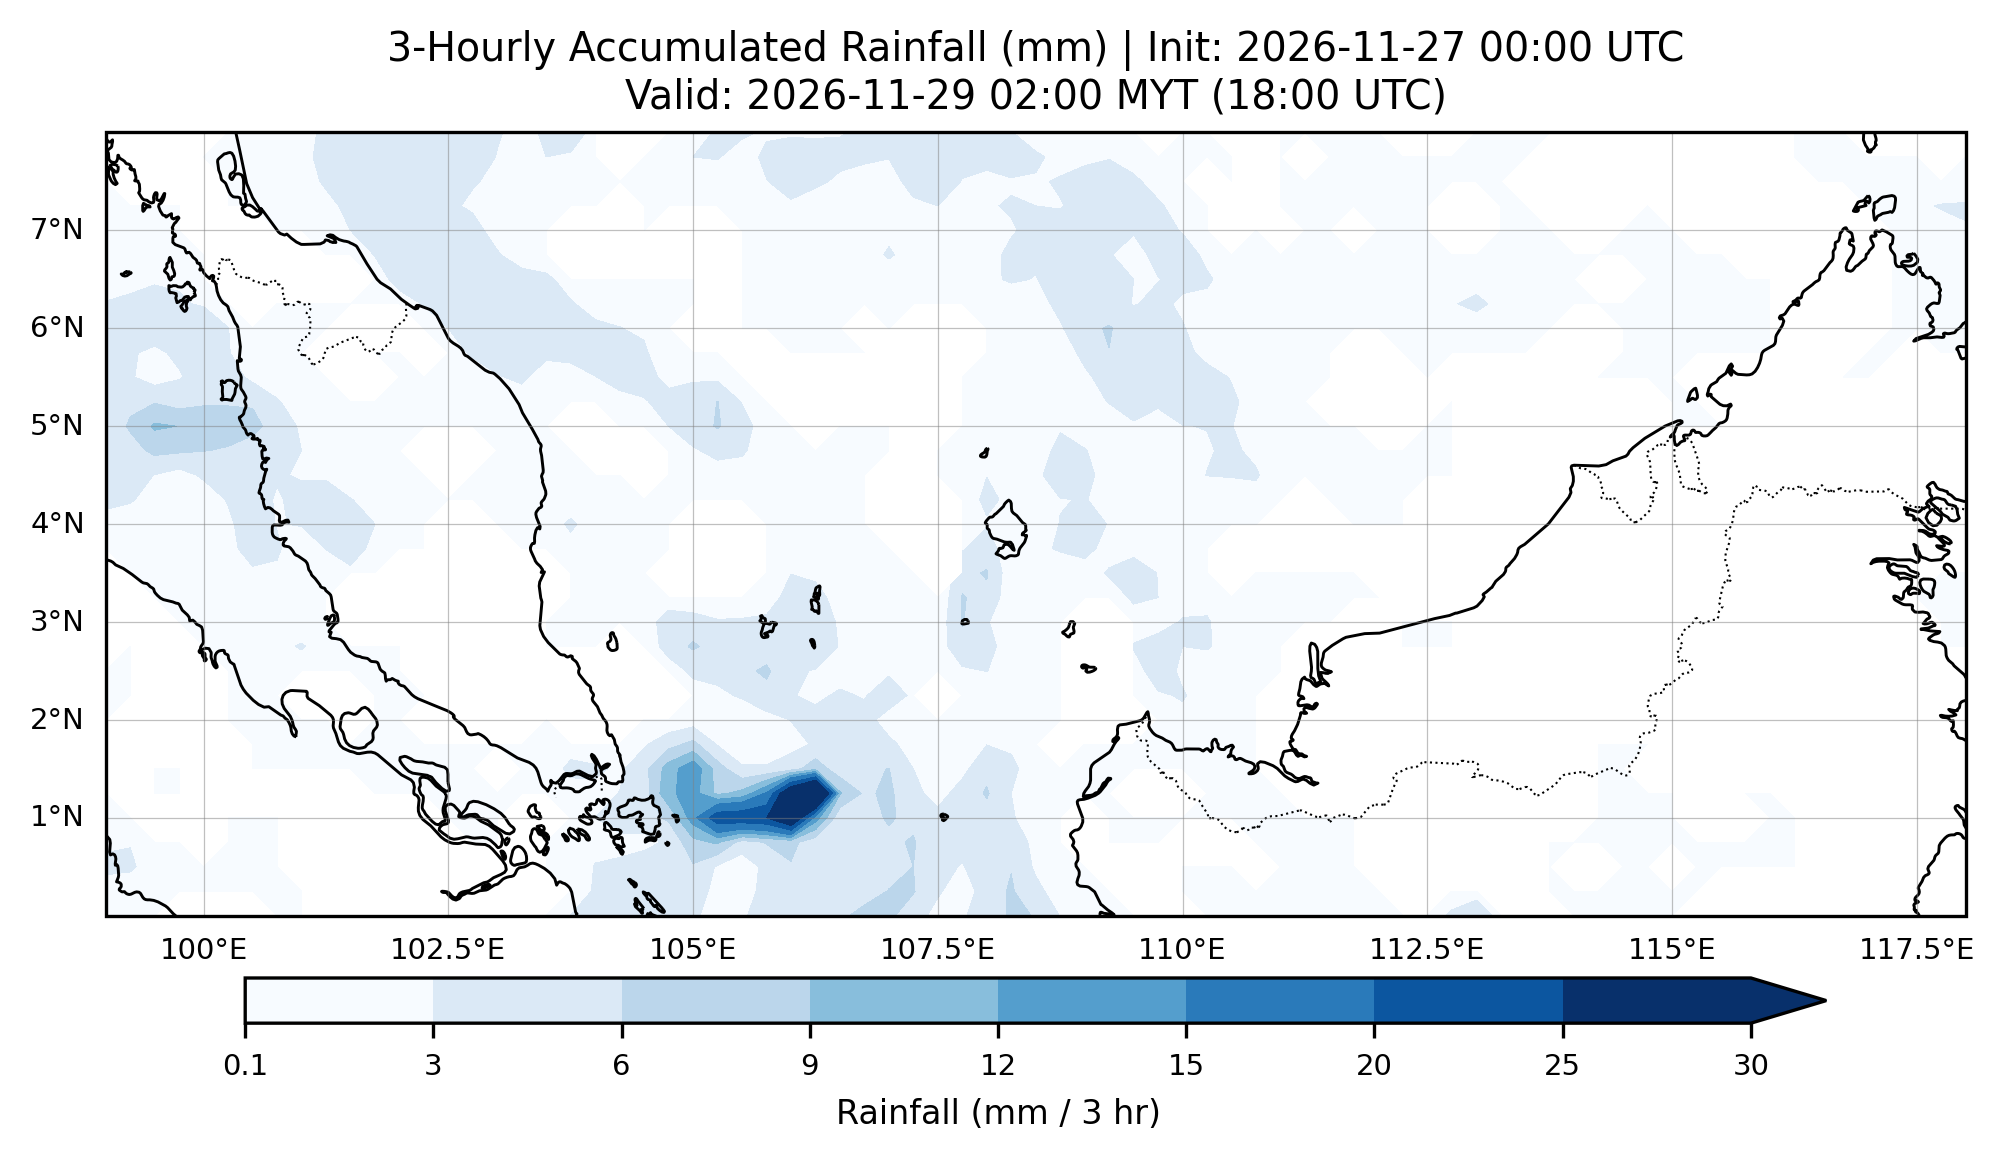 3-Hourly Accumulated Rainfall (mm) | Init: 2026-11-27 00:00 UTC
Valid: 2026-11-29 02:00 MYT (18:00 UTC)
7°N
6°N
5°N
4°N
3°N
2°N
1°N
100°E 102.5°E 105°E 107.5°E 110°E 112.5°E 115°E 117.5°E
0.1 3 6 9 12 15 20 25 30
Rainfall (mm / 3 hr)